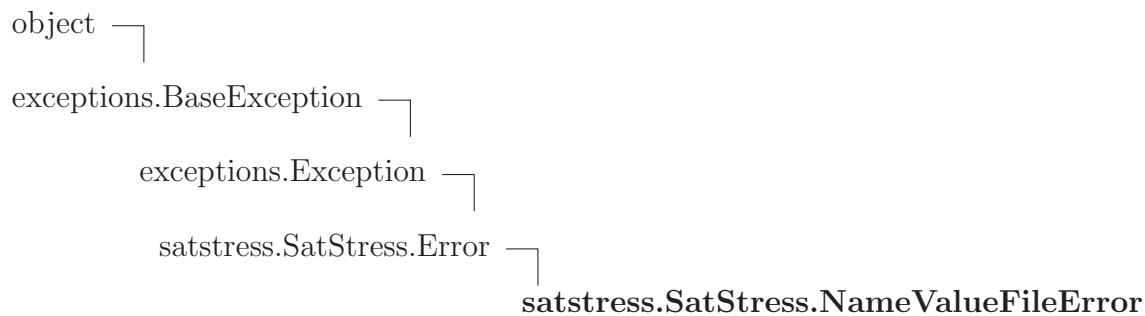 object
exceptions.BaseException
exceptions.Exception
satstress.SatStress.Error
satstress.SatStress.NameValueFileError